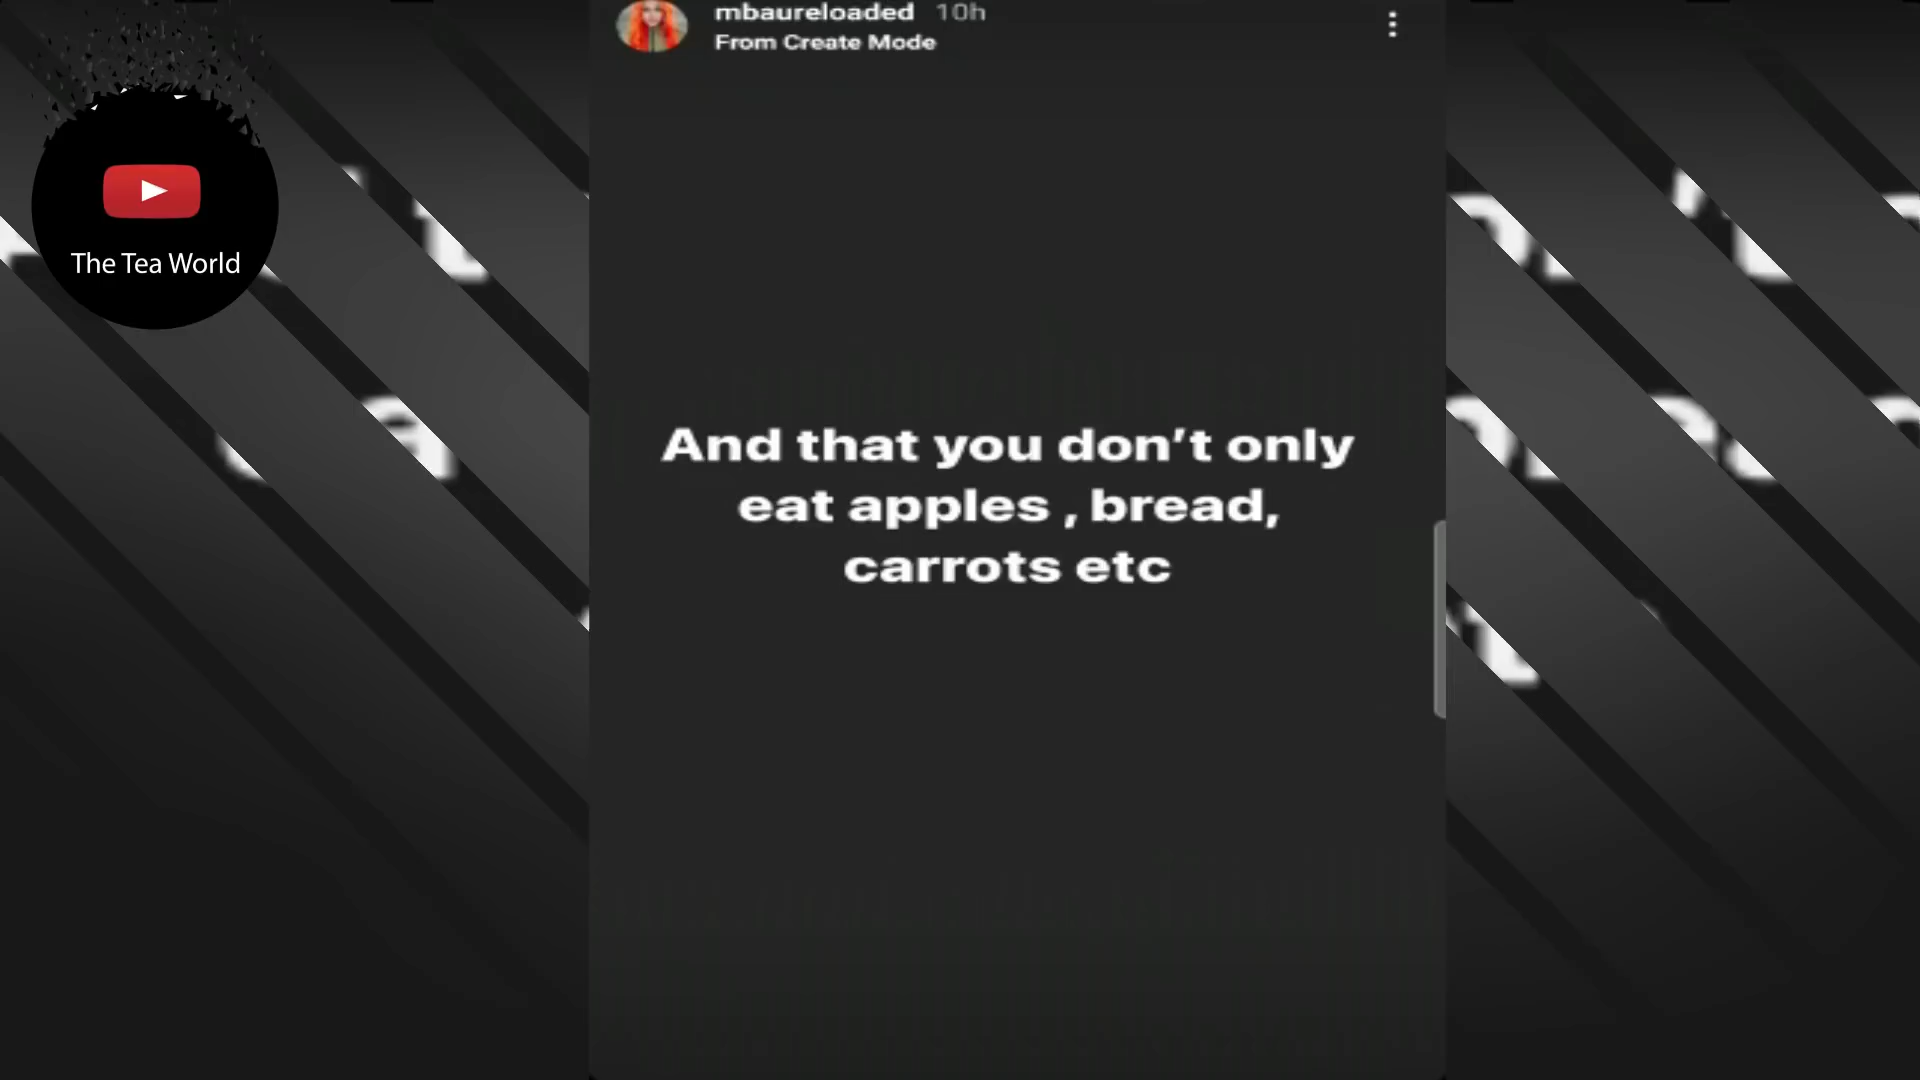 mbaureloaded 10h
From Create Mode
The Tea World
And that you don't only
eat apples , bread,
carrots etc